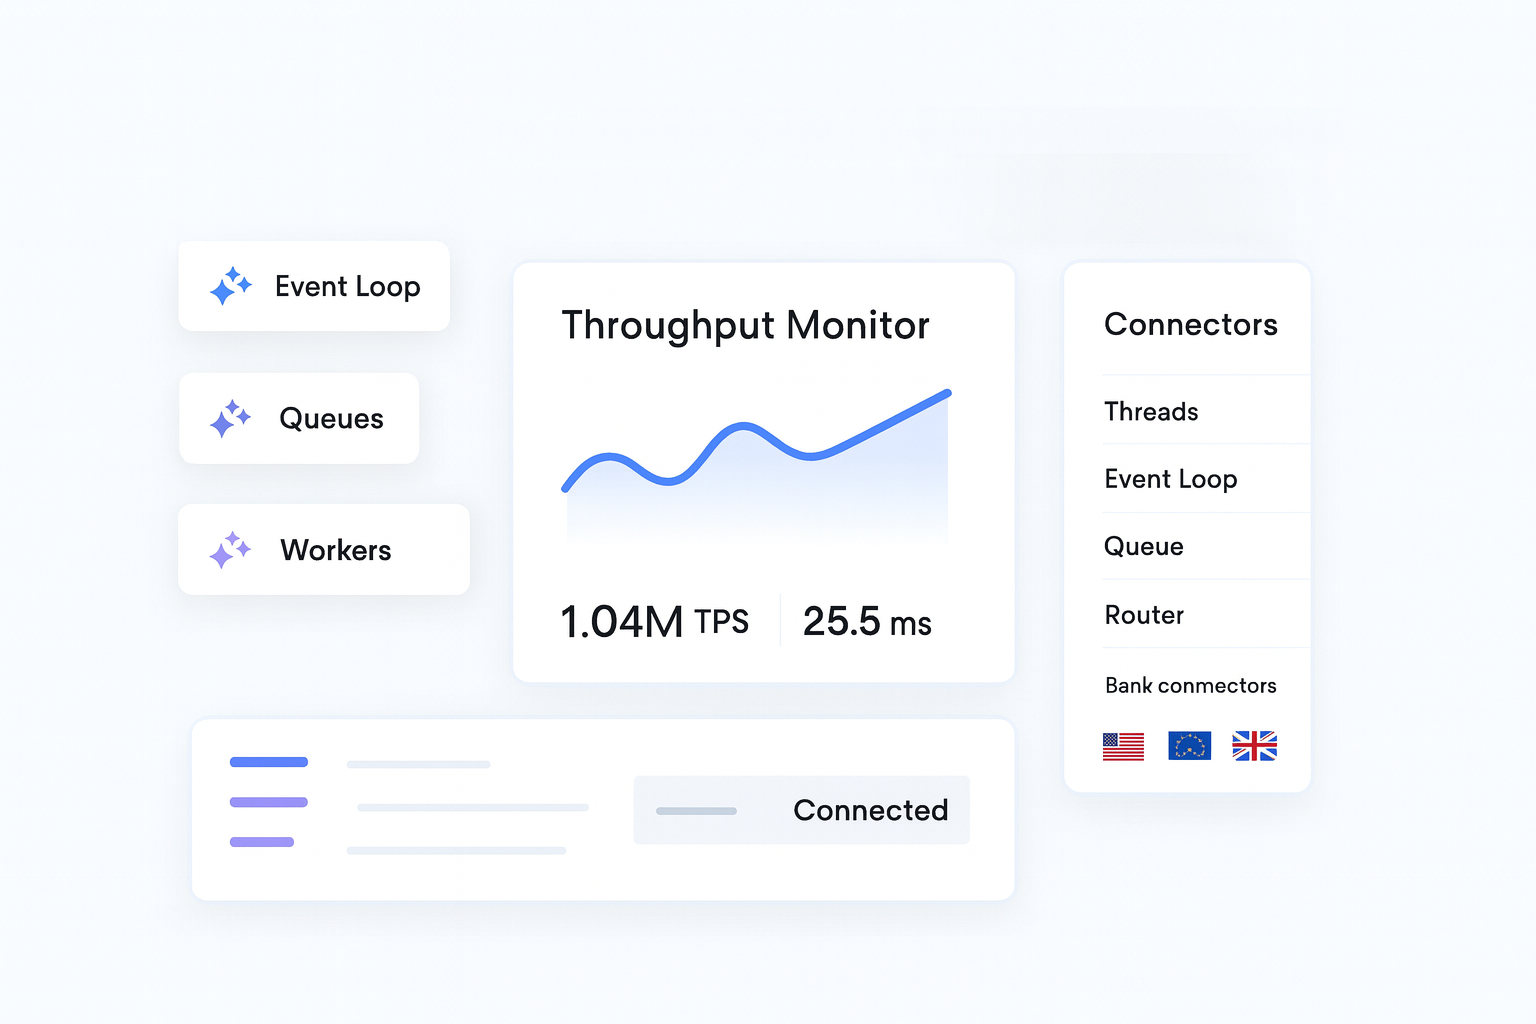 Event Loop
Queues
Workers
Throughput Monitor
1.04M TPS
25.5 ms
Connected
Connectors
Threads
Event Loop
Queue
Router
Bank conmectors